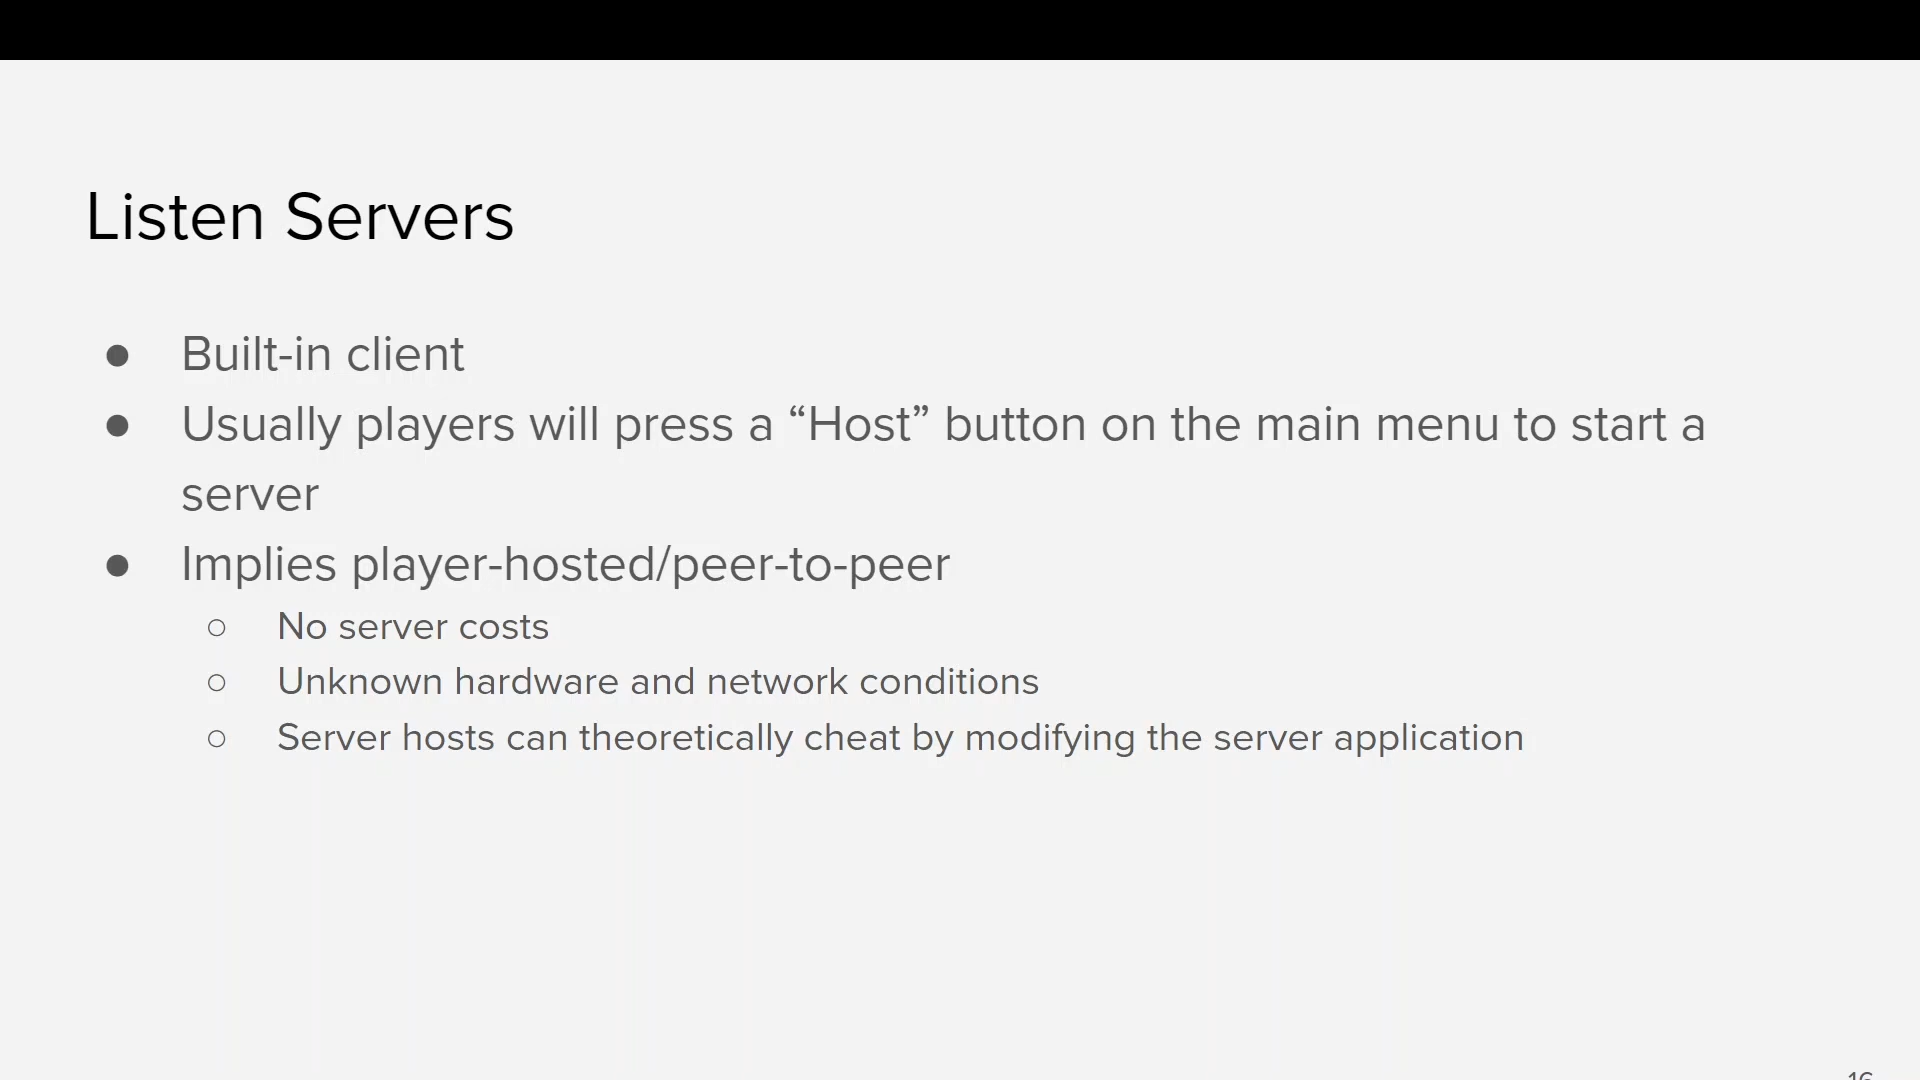 Listen Servers
● Built-in client
● Usually players will press a “Host” button on the main menu to start a
server
● Implies player-hosted/peer-to-peer
○ No server costs
○ Unknown hardware and network conditions
○ Server hosts can theoretically cheat by modifying the server application